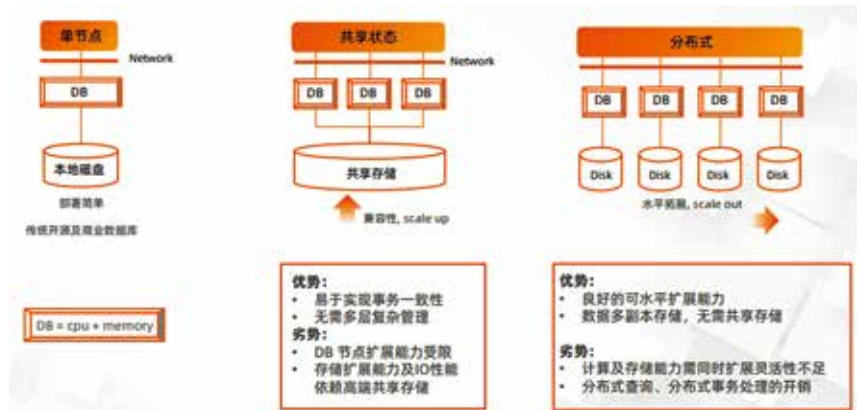 单节点
Network
DB
本地磁盘
部署简单
传统开源及商业数据库
DB = cpu + memory
共享状态
Network
DB DB DB
共享存储
兼容性, scale up
优势：
• 易于实现事务一致性
• 无需多层复杂管理
劣势：
• DB 节点扩展能力受限
• 存储扩展能力及IO性能
依赖高端共享存储
分布式
DB DB DB DB
Disk Disk Disk Disk
水平拓展, scale out
优势：
• 良好的可水平扩展能力
• 数据多副本存储，无需共享存储
劣势：
• 计算及存储能力需同时扩展灵活性不足
• 分布式查询、分布式事务处理的开销